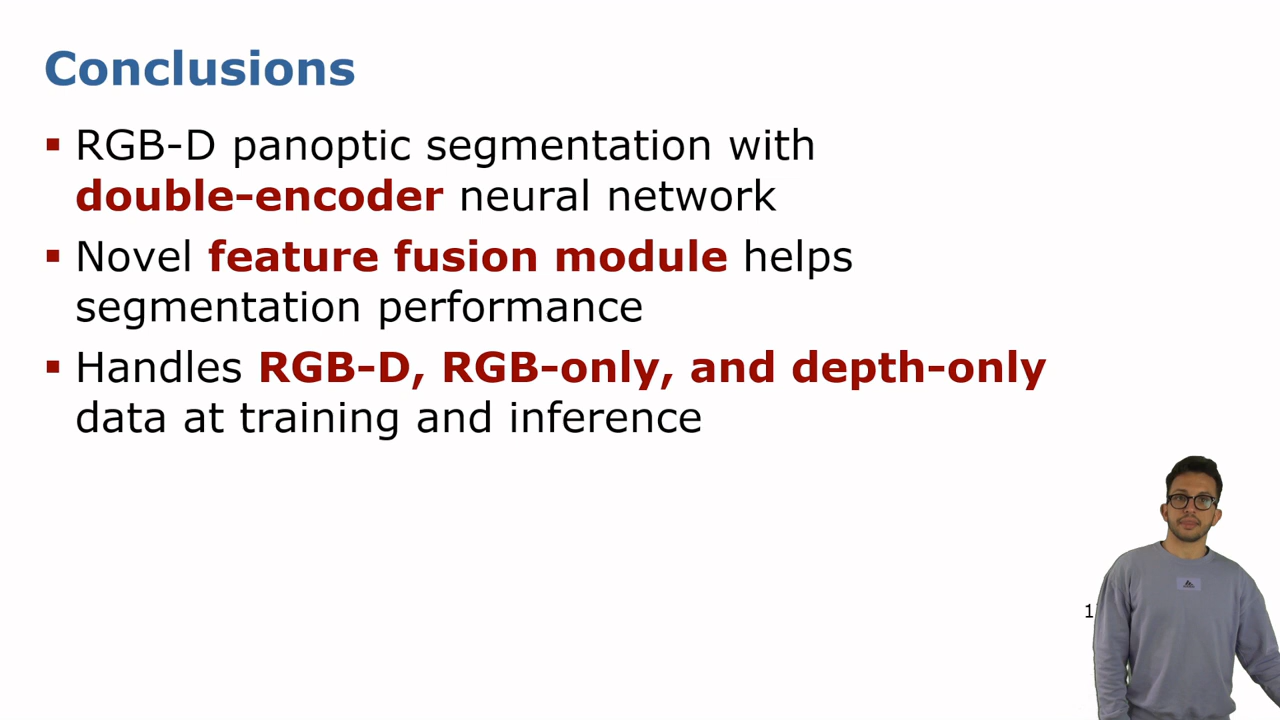 Conclusions
RGB-D panoptic segmentation with
double-encoder neural network
Novel feature fusion module helps
segmentation performance
Handles RGB-D, RGB-only, and depth-only
data at training and inference